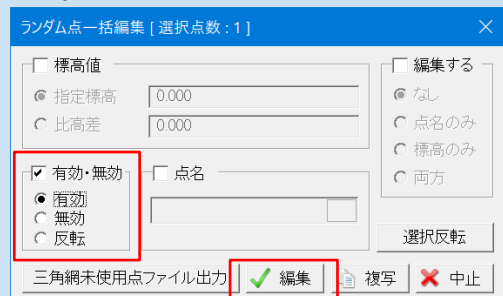 ランダム点一括編集 [ 選択点数 : 1 ]
標高値
指定標高 0.000
比高差 0.000
編集する
なし
点名のみ
標高のみ
両方
有効・無効
有効
無効
反転
点名
選択反転
三角網未使用点ファイル出力 編集 複写 中止